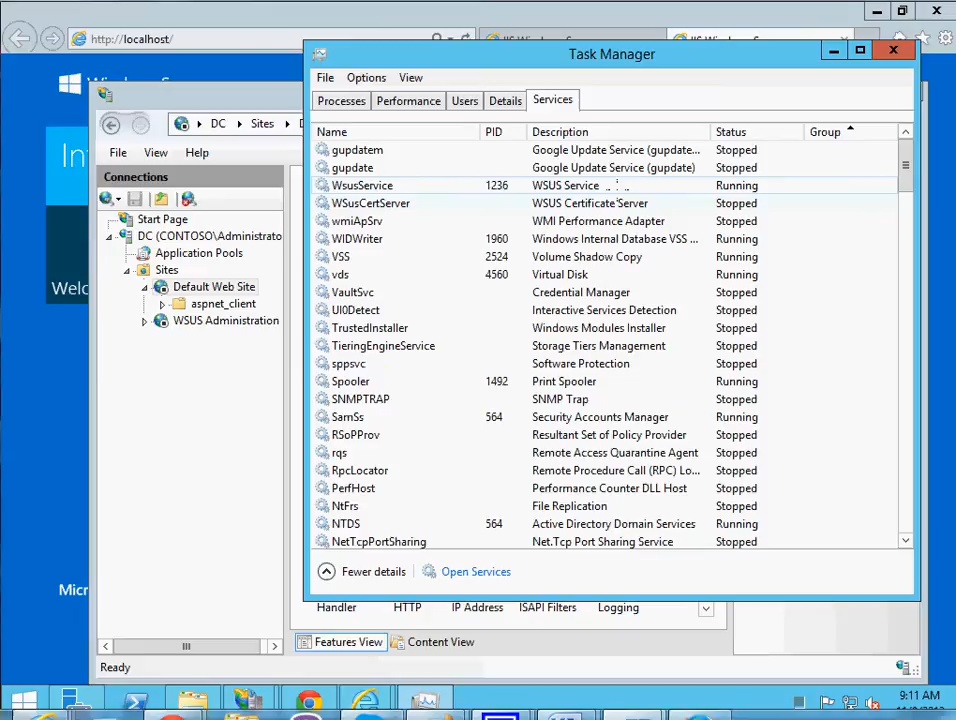 http://localhost/
Task Manager
File Options View
Processes Performance Users Details Services
Name PID Description Status Group
gupdatem Google Update Service (gupdate... Stopped
gupdate Google Update Service (gupdate) Stopped
WsusService 1236 WSUS Service Running
WSusCertServer WSUS Certificate Server Stopped
wmiApSrv WMI Performance Adapter Stopped
WIDWriter 1960 Windows Internal Database VSS ... Running
VSS 2524 Volume Shadow Copy Running
vds 4560 Virtual Disk Running
VaultSvc Credential Manager Stopped
UI0Detect Interactive Services Detection Stopped
TrustedInstaller Windows Modules Installer Stopped
TieringEngineService Storage Tiers Management Stopped
sppsvc Software Protection Stopped
Spooler 1492 Print Spooler Running
SNMPTRAP SNMP Trap Stopped
SamSs 564 Security Accounts Manager Running
RSoPProv Resultant Set of Policy Provider Stopped
rqs Remote Access Quarantine Agent Stopped
RpcLocator Remote Procedure Call (RPC) Lo... Stopped
PerfHost Performance Counter DLL Host Stopped
NtFrs File Replication Stopped
NTDS 564 Active Directory Domain Services Running
NetTcpPortSharing Net.Tcp Port Sharing Service Stopped
Fewer details Open Services
DC Sites
File View Help
Connections
Start Page
DC (CONTOSO\Administrato
Application Pools
Sites
Default Web Site
aspnet_client
WSUS Administration
Handler HTTP IP Address ISAPI Filters Logging
Features View Content View
Ready
Welc
Micr
9:11 AM